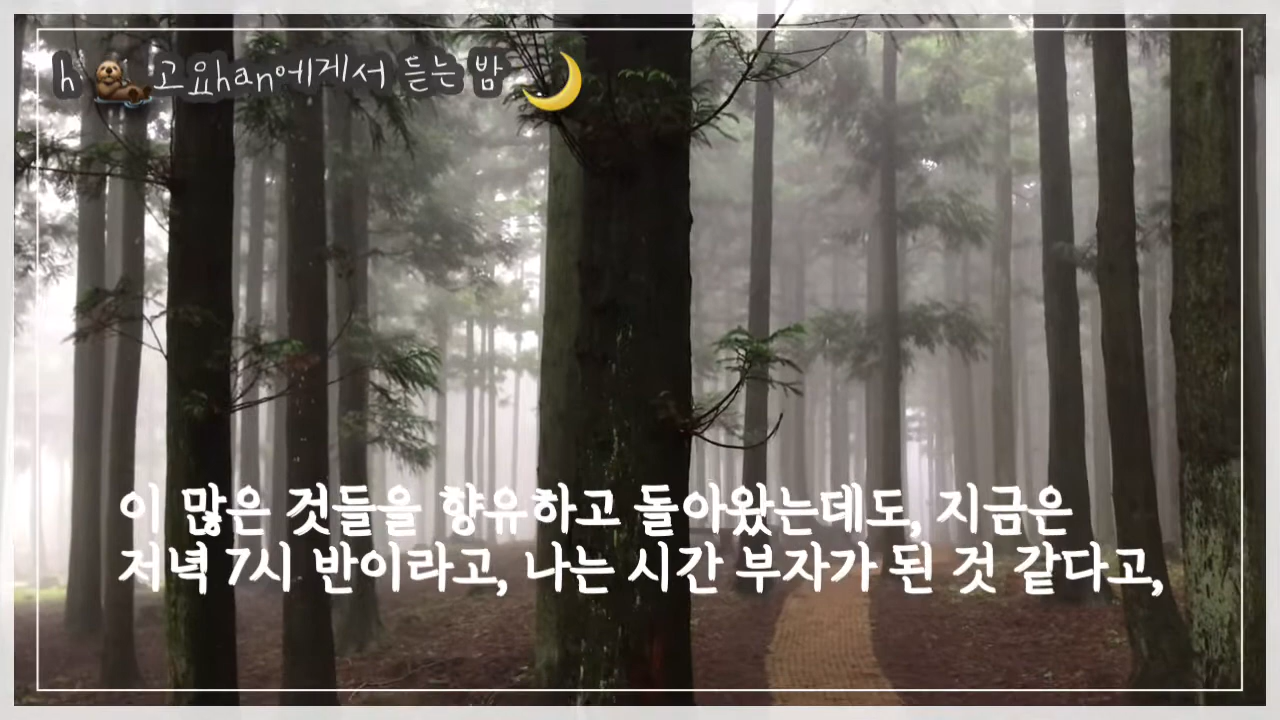 h🦦고요han에게서 듣는 밤🌙
이 많은 것들을 향유하고 돌아왔는데도, 지금은
저녁 7시 반이라고, 나는 시간 부자가 된 것 같다고,